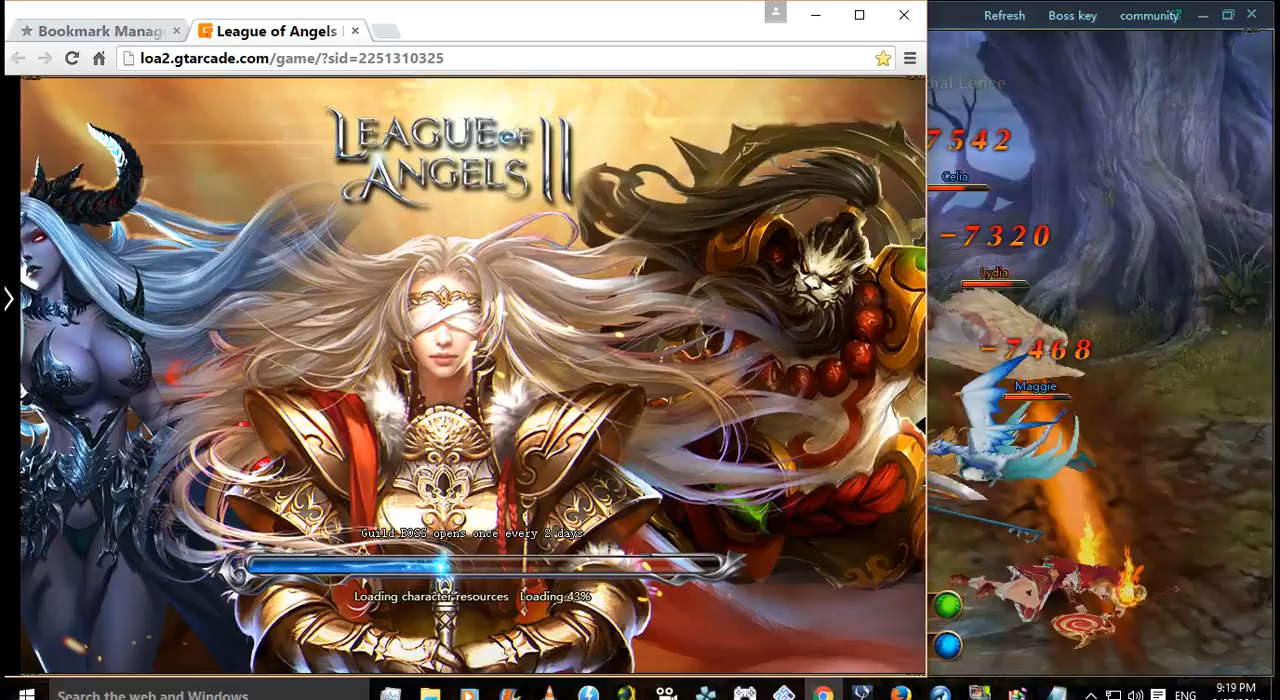 Bookmark Manag
League of Angels
loa2.gtarcade.com/game/?sid=2251310325
Refresh
Boss key
community
LEAGUE of
ANGELS II
7542
Celia
-7320
Lydia
-7468
Maggie
Guild BOSS opens once every 2 days
Loading character resources Loading 43%
Search the web and Windows
ENG
9:19 PM